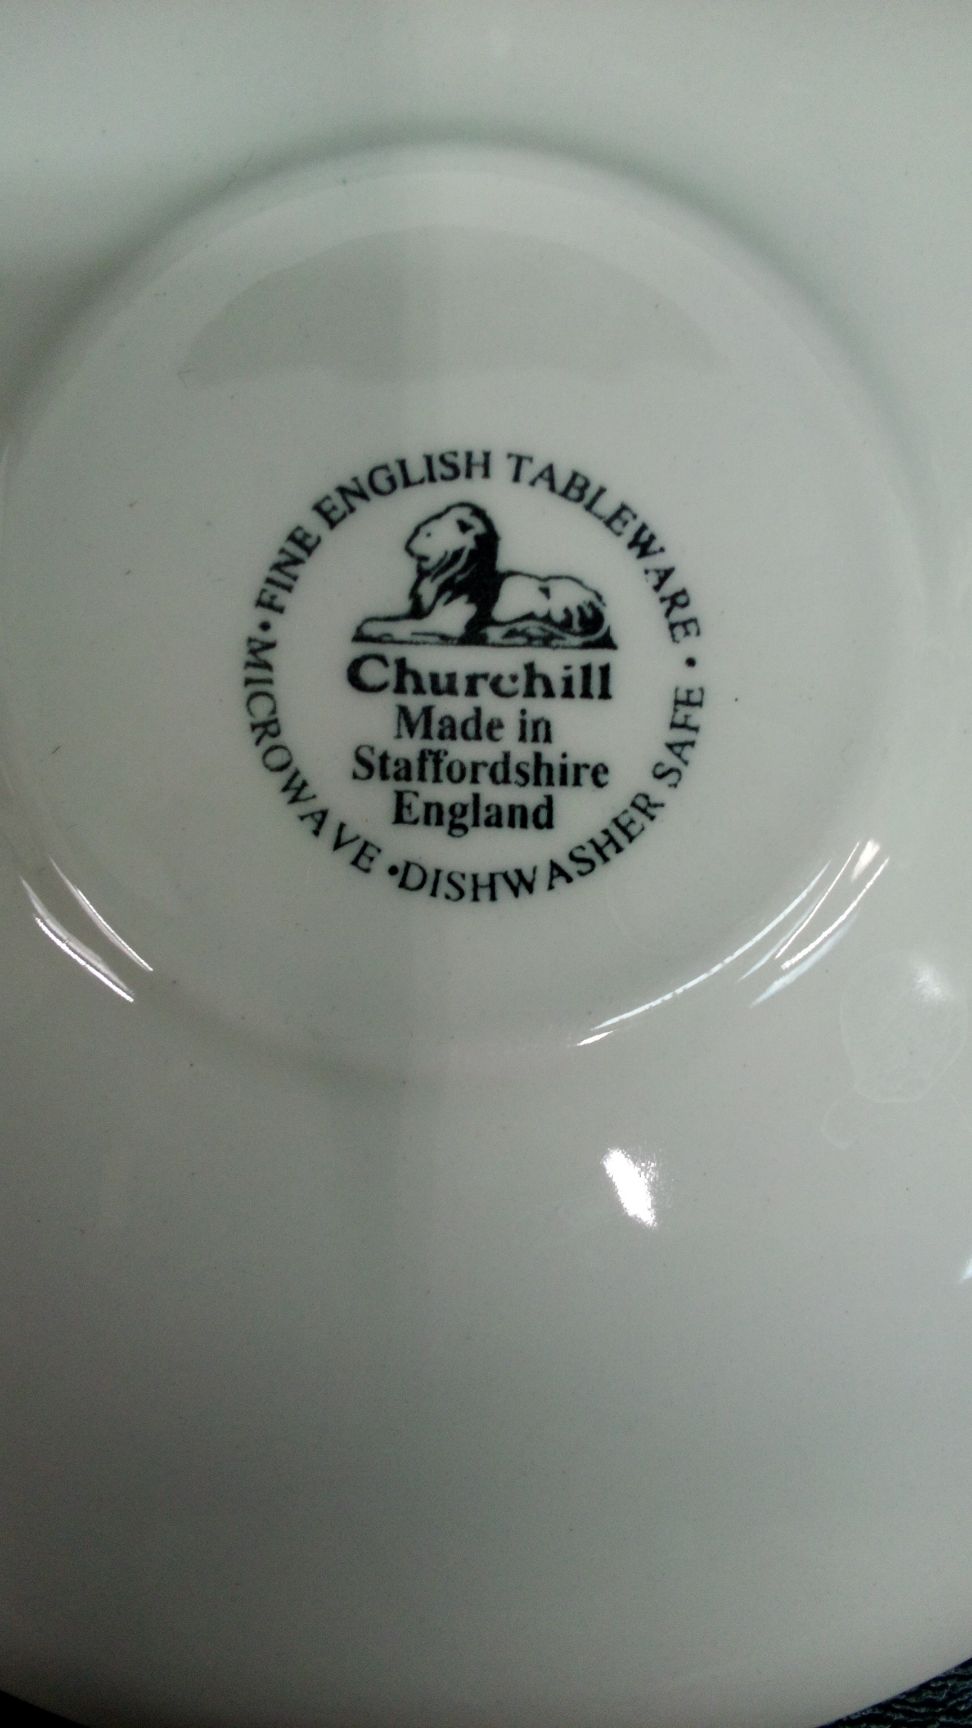 •FINE ENGLISH TABLEWARE •
Churchill
Made in
Staffordshire
England
MICROWAVE •DISHWASHER SAFE